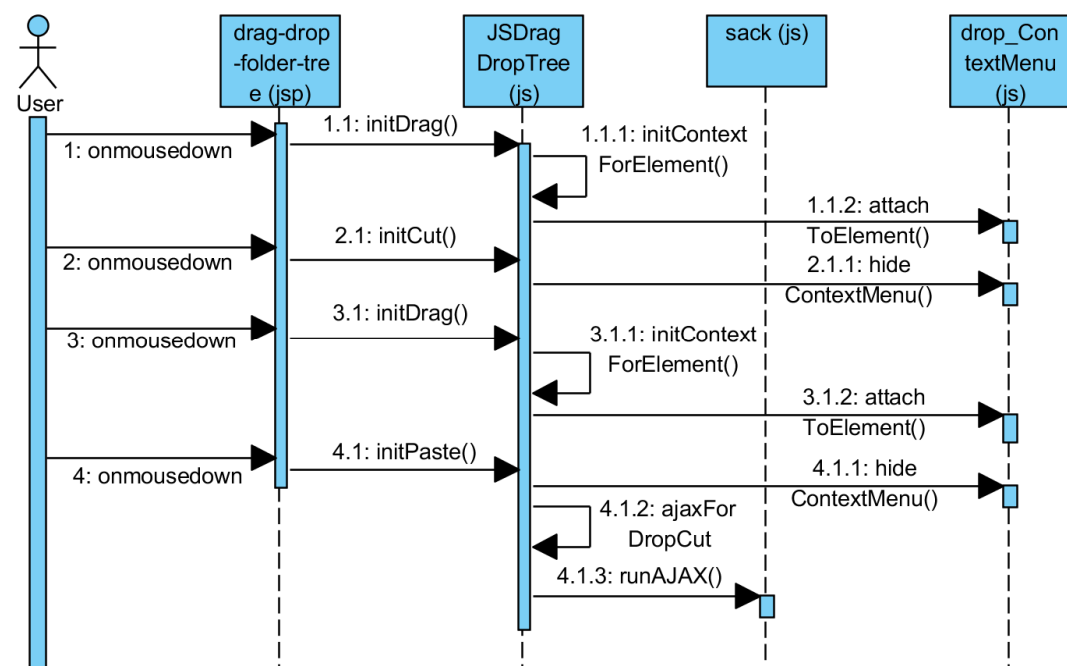 User
drag-drop
-folder-tre
e (jsp)
JSDrag
DropTree
(js)
sack (js)
drop_Con
textMenu
(js)
1: onmousedown
1.1: initDrag()
1.1.1: initContext
ForElement()
1.1.2: attach
ToElement()
2: onmousedown
2.1: initCut()
2.1.1: hide
ContextMenu()
3: onmousedown
3.1: initDrag()
3.1.1: initContext
ForElement()
3.1.2: attach
ToElement()
4: onmousedown
4.1: initPaste()
4.1.1: hide
ContextMenu()
4.1.2: ajaxFor
DropCut
4.1.3: runAJAX()